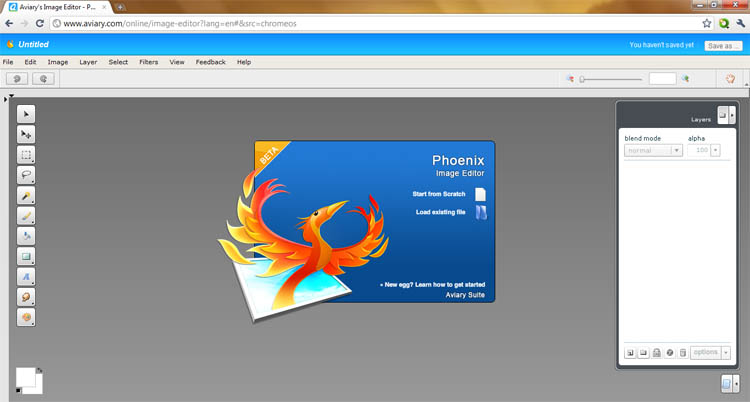 Aviary's Image Editor - P...
www.aviary.com/online/image-editor?lang=en#&src=chromeos
Untitled
You haven't saved yet
Save as ...
File Edit Image Layer Select Filters View Feedback Help
Layers
blend mode alpha
normal 100
BETA
Phoenix
Image Editor
Start from Scratch
Load existing file
» New egg? Learn how to get started
Aviary Suite
A
options